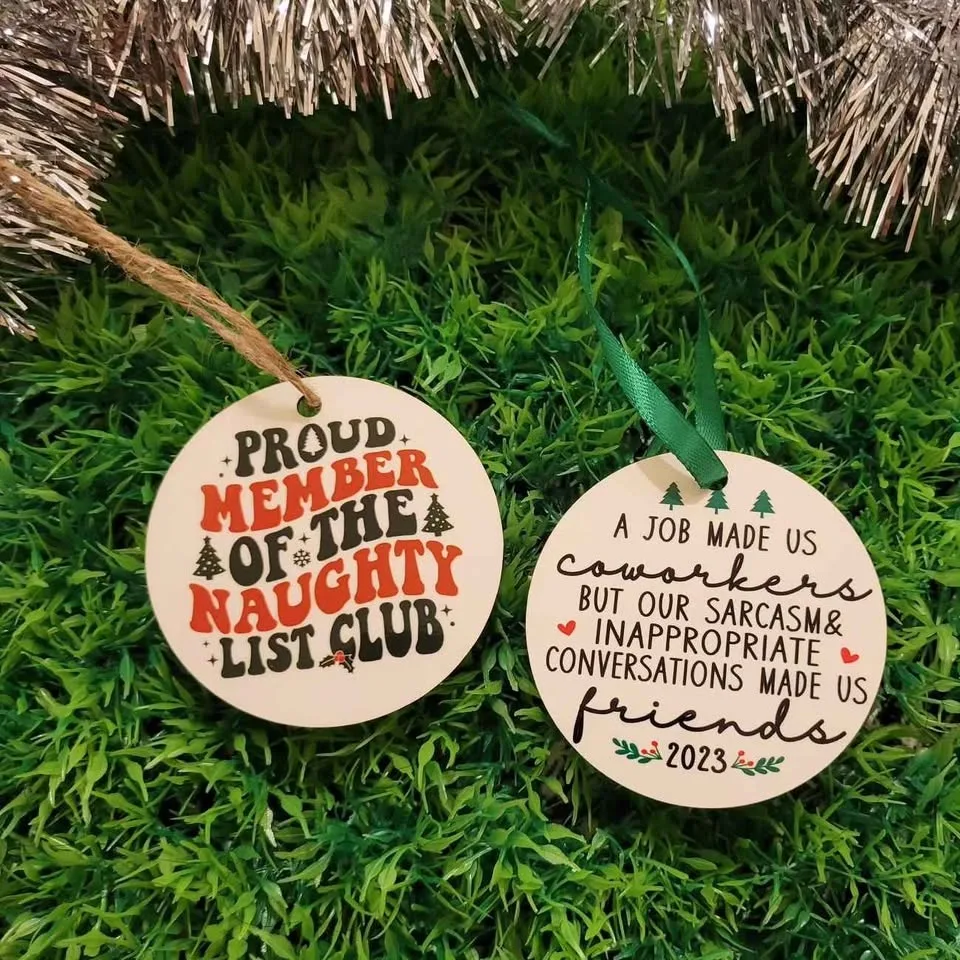 PROUD
MEMBER
OF THE
NAUGHTY
LIST CLUB
A JOB MADE US
coworkers
BUT OUR SARCASM&
INAPPROPRIATE
CONVERSATIONS MADE US
friends
2023